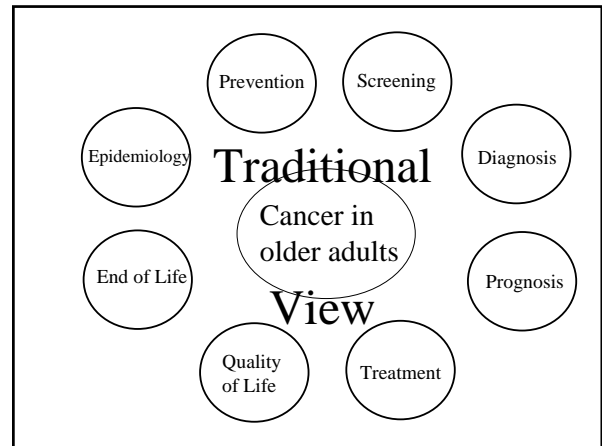 Prevention
Screening
Epidemiology
Traditional
Diagnosis
Cancer in
older adults
End of Life
Prognosis
View
Quality
of Life
Treatment